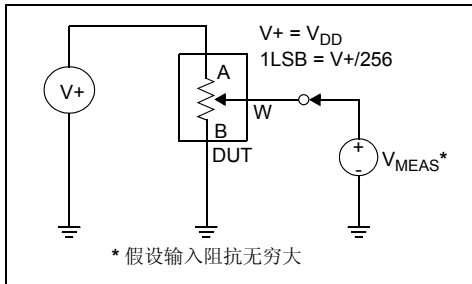 V+ = V_DD
1LSB = V+/256
V+
A
W
B
DUT
+
-
V_MEAS*
* 假设输入阻抗无穷大